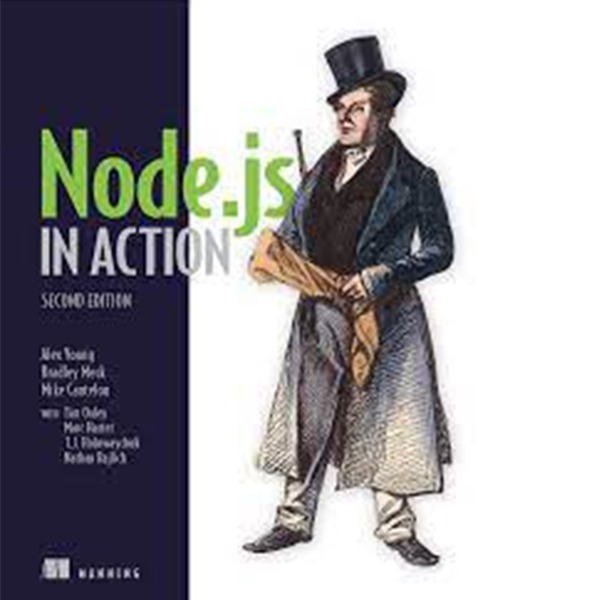 Node.js
IN ACTION
SECOND EDITION
Alex Young
Bradley Meck
Mike Cantelon
WITH Tim Oxley
Marc Harter
T.J. Holowaychuk
Nathan Rajlich
MANNING